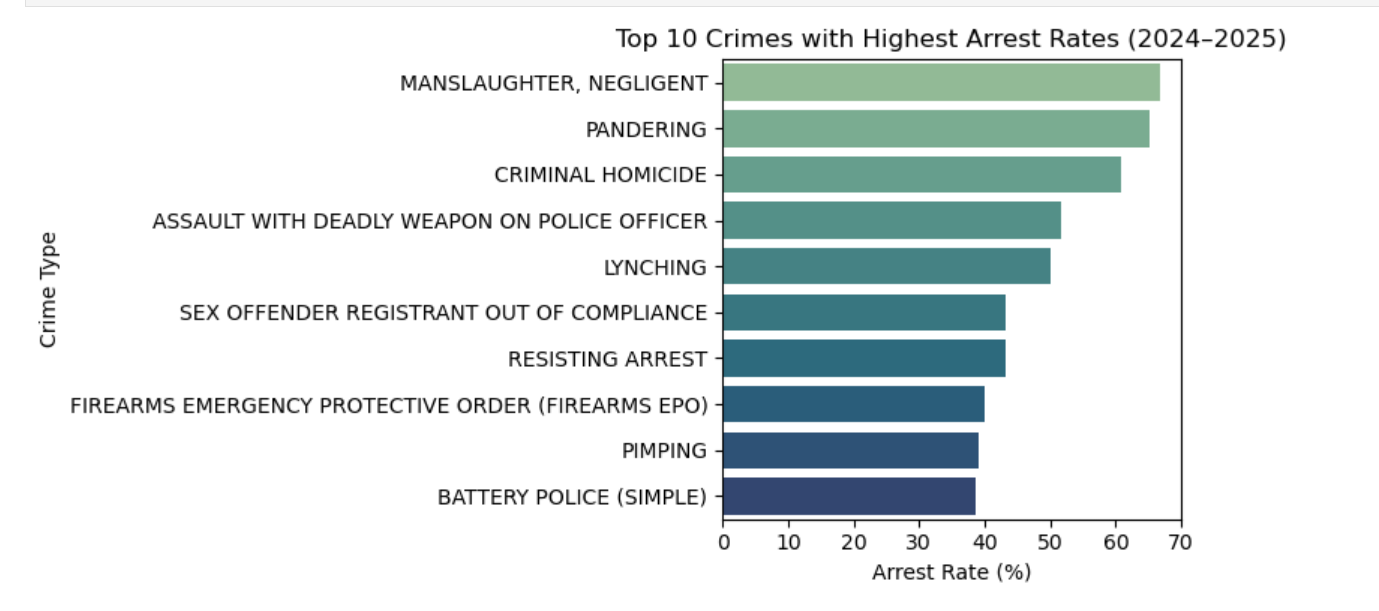 Top 10 Crimes with Highest Arrest Rates (2024–2025)
Crime Type
MANSLAUGHTER, NEGLIGENT
PANDERING
CRIMINAL HOMICIDE
ASSAULT WITH DEADLY WEAPON ON POLICE OFFICER
LYNCHING
SEX OFFENDER REGISTRANT OUT OF COMPLIANCE
RESISTING ARREST
FIREARMS EMERGENCY PROTECTIVE ORDER (FIREARMS EPO)
PIMPING
BATTERY POLICE (SIMPLE)
0 10 20 30 40 50 60 70
Arrest Rate (%)